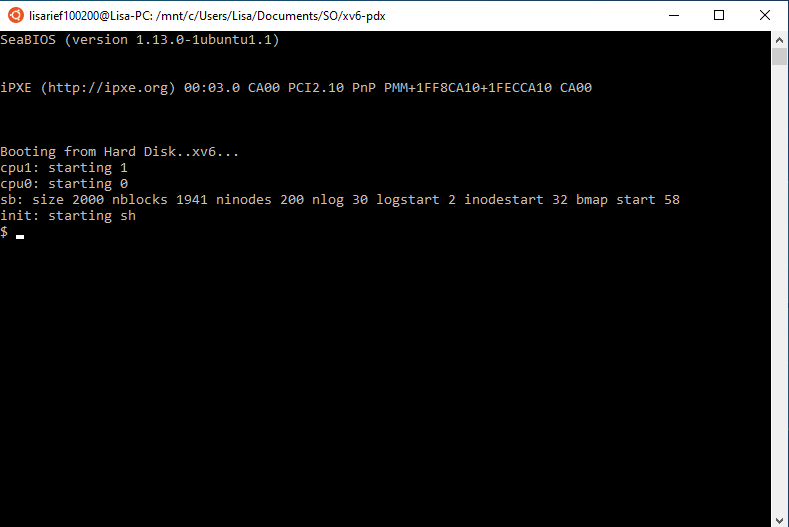 lisarief100200@Lisa-PC: /mnt/c/Users/Lisa/Documents/SO/xv6-pdx
SeaBIOS (version 1.13.0-1ubuntu1.1)
iPXE (http://ipxe.org) 00:03.0 CA00 PCI2.10 PnP PMM+1FF8CA10+1FECCA10 CA00
Booting from Hard Disk..xv6...
cpu1: starting 1
cpu0: starting 0
sb: size 2000 nblocks 1941 ninodes 200 nlog 30 logstart 2 inodestart 32 bmap start 58
init: starting sh
$